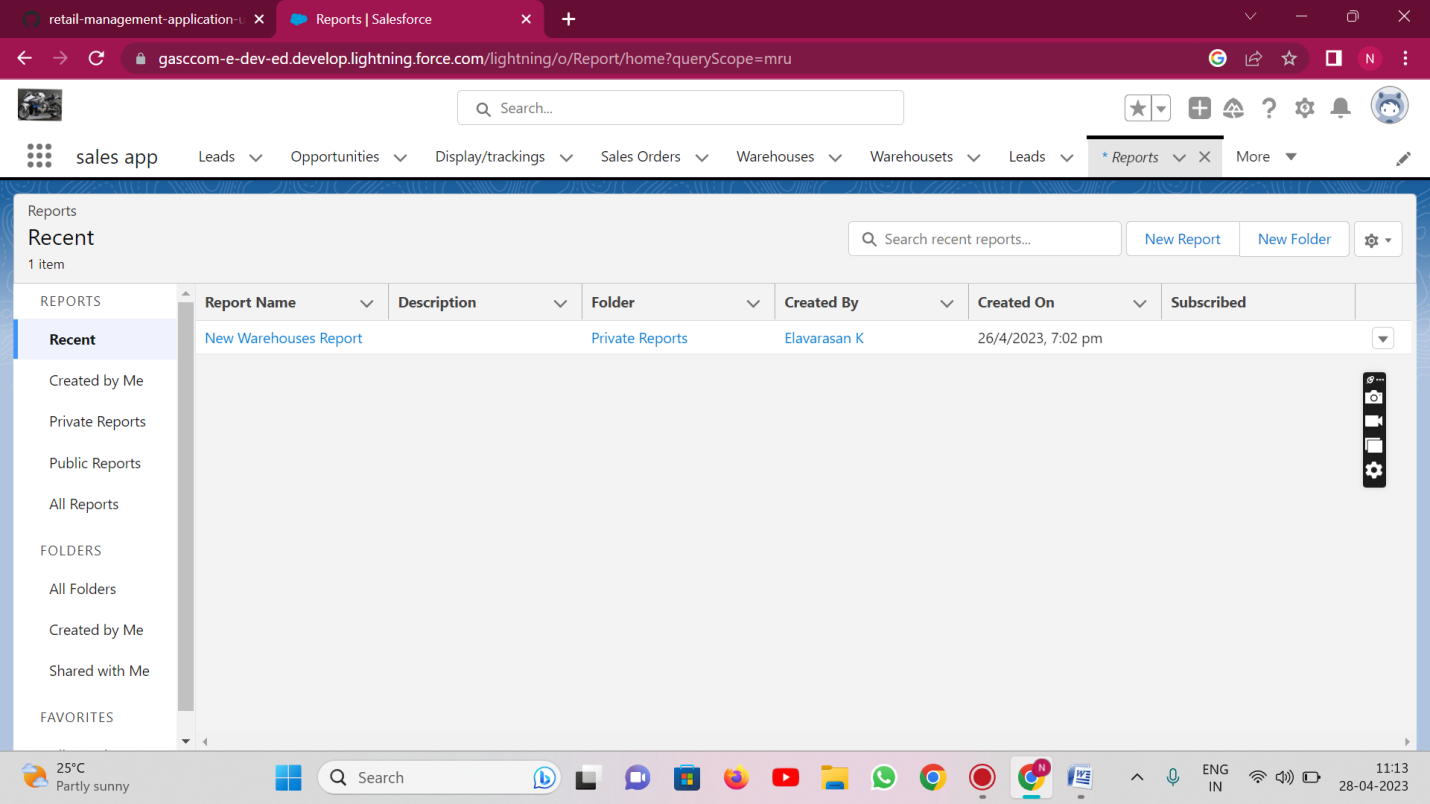 retail-management-application-u
Reports | Salesforce
gasccom-e-dev-ed.develop.lightning.force.com/lightning/o/Report/home?queryScope=mru
N
Search...
sales app
Leads
Opportunities
Display/trackings
Sales Orders
Warehouses
Warehousets
Leads
* Reports
More
Reports
Recent
1 item
Search recent reports...
New Report
New Folder
REPORTS
Recent
Created by Me
Private Reports
Public Reports
All Reports
FOLDERS
All Folders
Created by Me
Shared with Me
FAVORITES
Report Name
Description
Folder
Created By
Created On
Subscribed
New Warehouses Report
Private Reports
Elavarasan K
26/4/2023, 7:02 pm
25°C
Partly sunny
Search
N
ENG
IN
11:13
28-04-2023